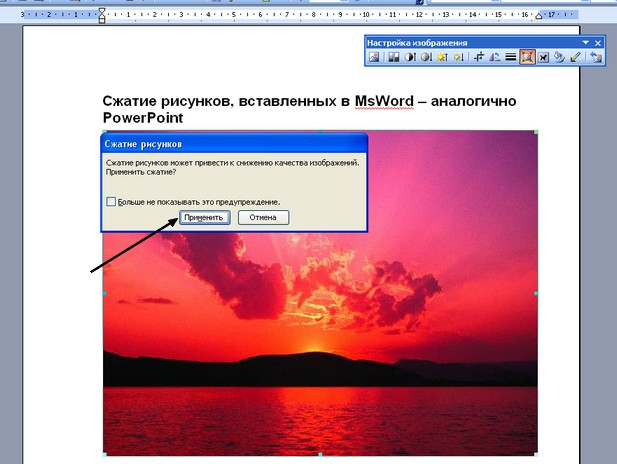 3 · 2 · 1 · 1 · 2 · 3 · 4 · 5 · 6 · 7 · 8 · 9 · 10 · 11 · 12 · 13 · 14 · 15 · 16 · 17 ·
Настройка изображения
Сжатие рисунков, вставленных в MsWord – аналогично
PowerPoint
Сжатие рисунков
Сжатие рисунков может привести к снижению качества изображений.
Применить сжатие?
Больше не показывать это предупреждение.
Применить Отмена